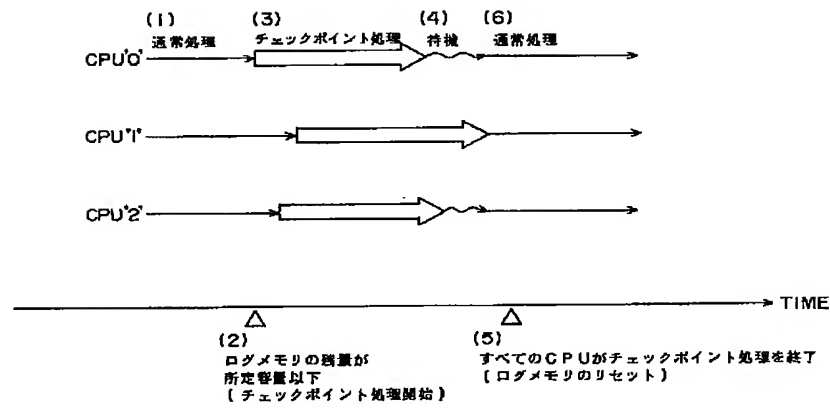 (1) (3) (4) (6)
通常処理 チェックポイント処理 待機 通常処理
CPU"0"
CPU"1"
CPU"2"
TIME
(2)
ログメモリの残量が
所定容量以下
(チェックポイント処理開始)
(5)
すべてのCPUがチェックポイント処理を終了
(ログメモリのリセット)